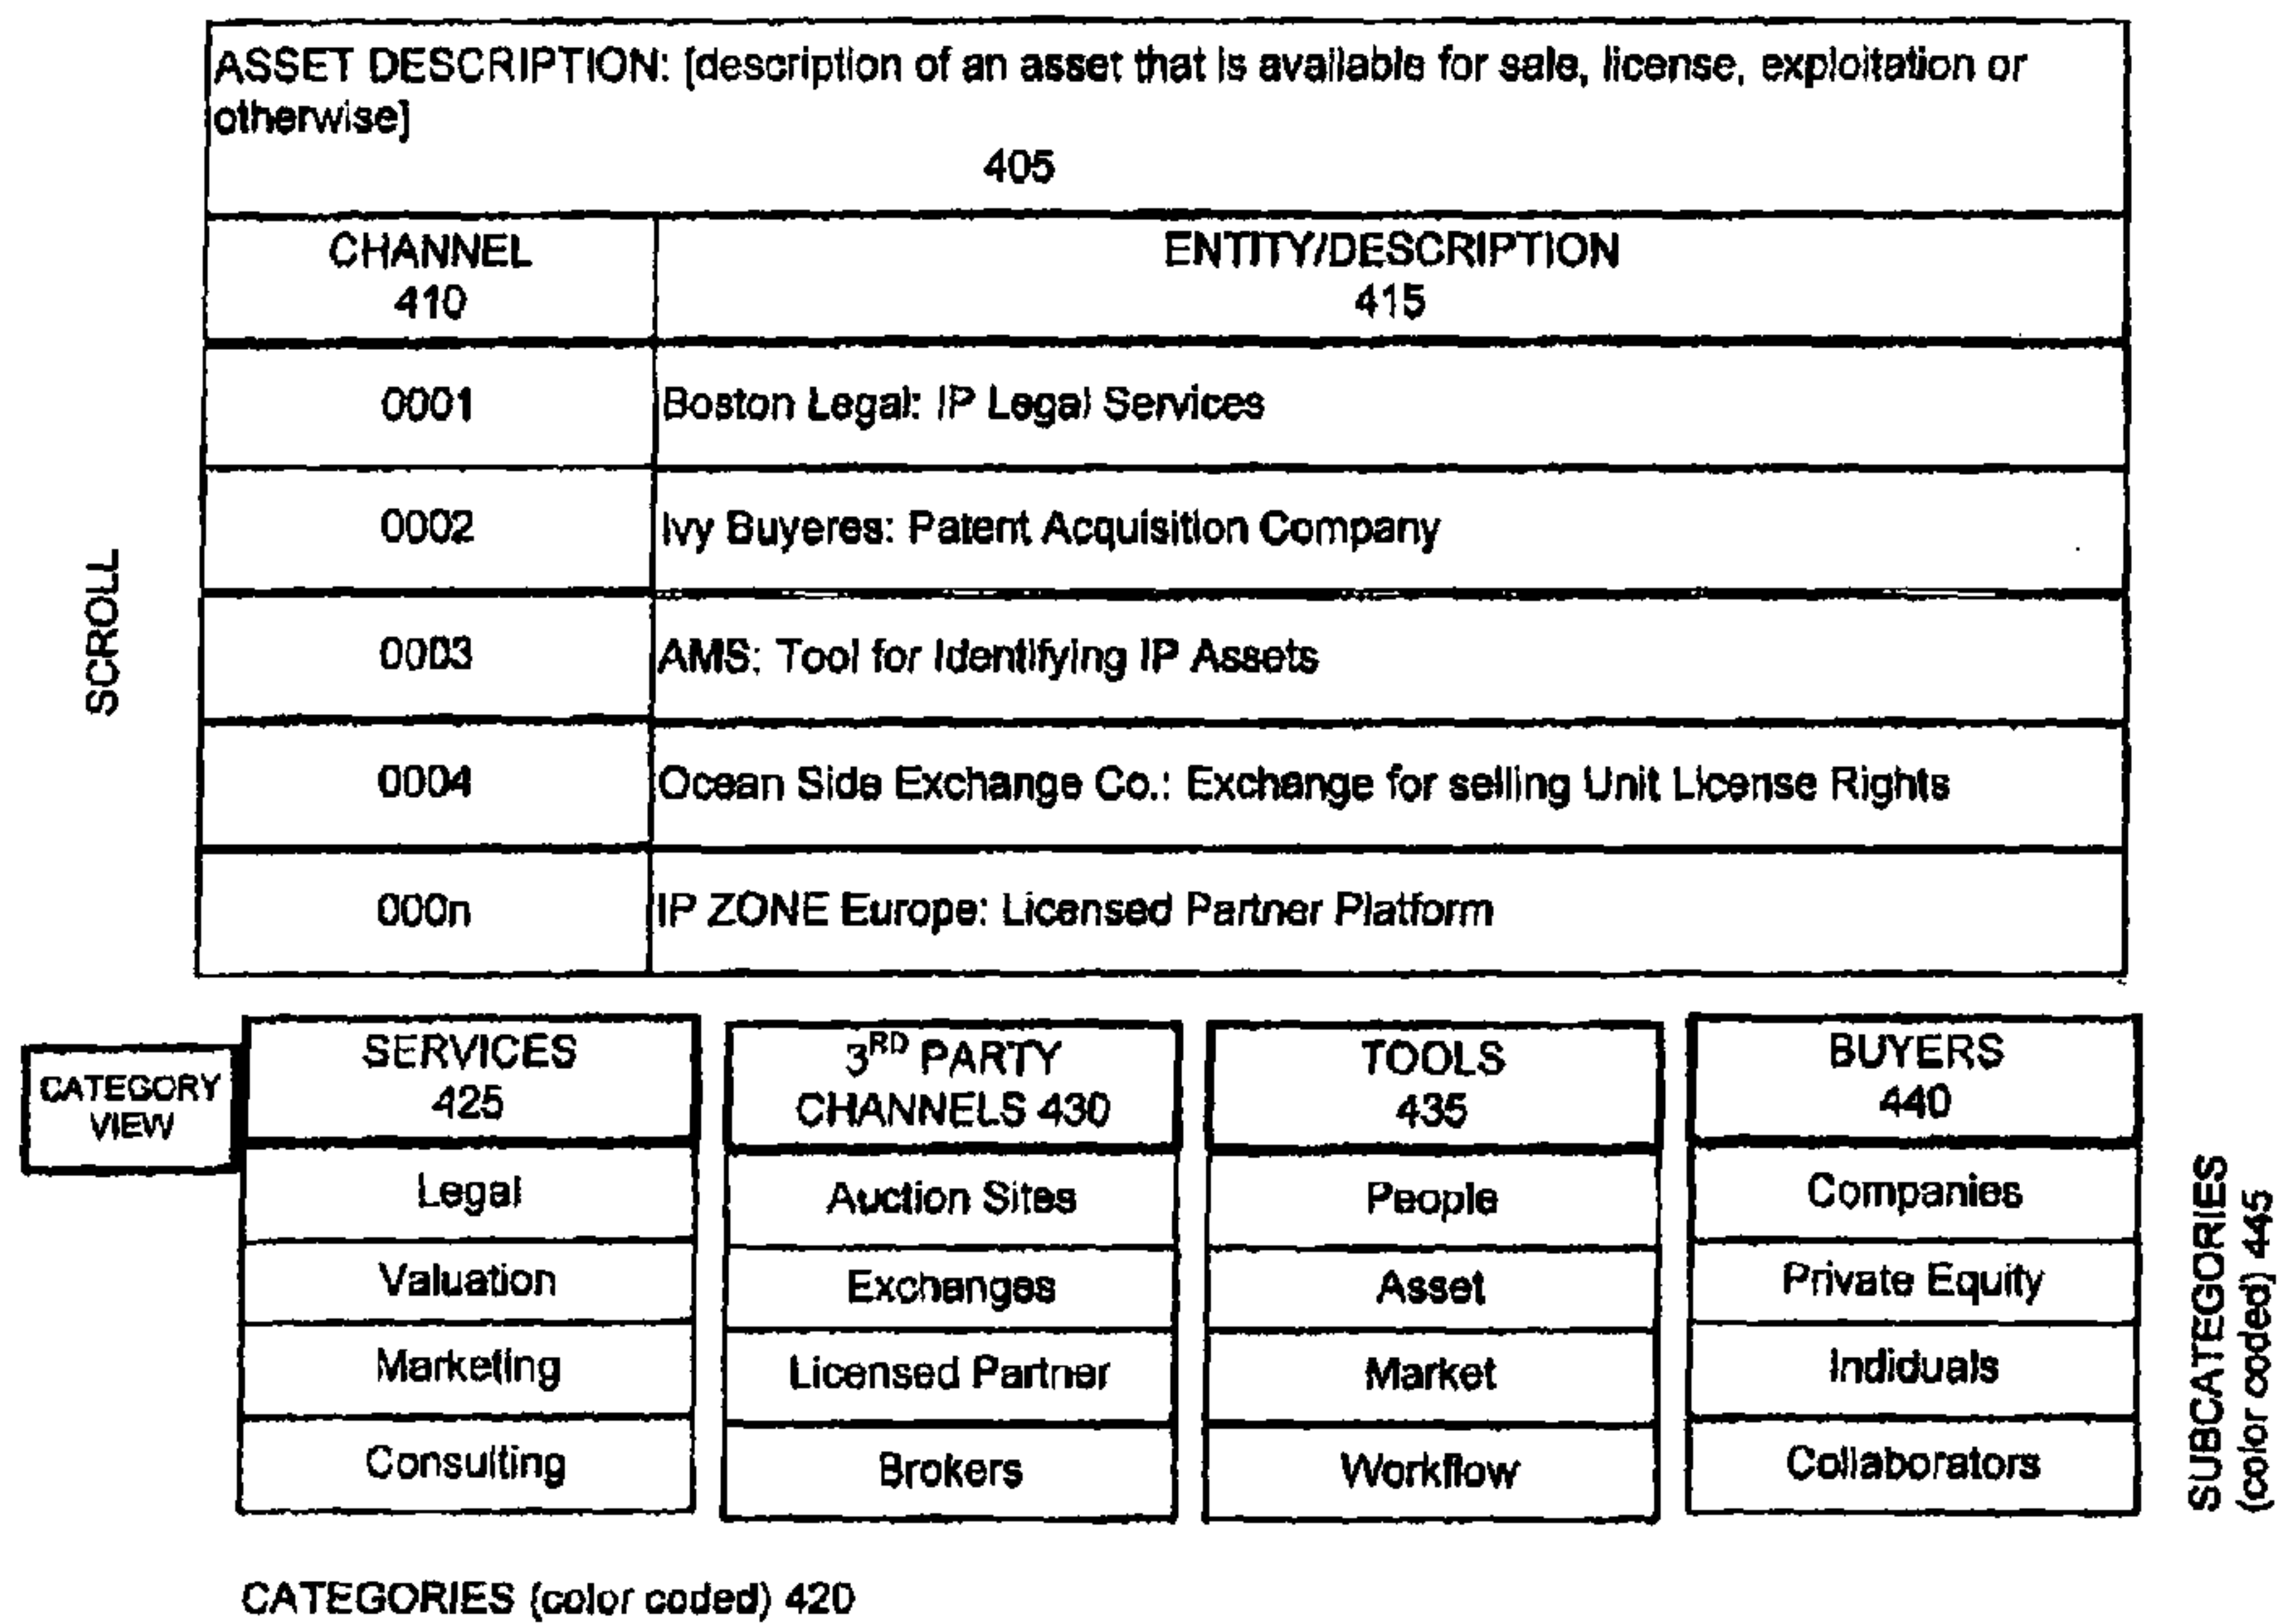 ASSET DESCRIPTION: [description of an asset that is available for sale, license, exploitation or
otherwise]
405
CHANNEL
410
ENTITY/DESCRIPTION
415
0001
Boston Legal: IP Legal Services
0002
Ivy Buyeres: Patent Acquisition Company
0003
AMS: Tool for Identifying IP Assets
0004
Ocean Side Exchange Co.: Exchange for selling Unit License Rights
000n
IP ZONE Europe: Licensed Partner Platform
SCROLL
CATEGORY
VIEW
SERVICES
425
Legal
Valuation
Marketing
Consulting
3RD PARTY
CHANNELS 430
Auction Sites
Exchanges
Licensed Partner
Brokers
TOOLS
435
People
Asset
Market
Workflow
BUYERS
440
Companies
Private Equity
Indiduals
Collaborators
SUBCATEGORIES
(color coded) 445
CATEGORIES (color coded) 420